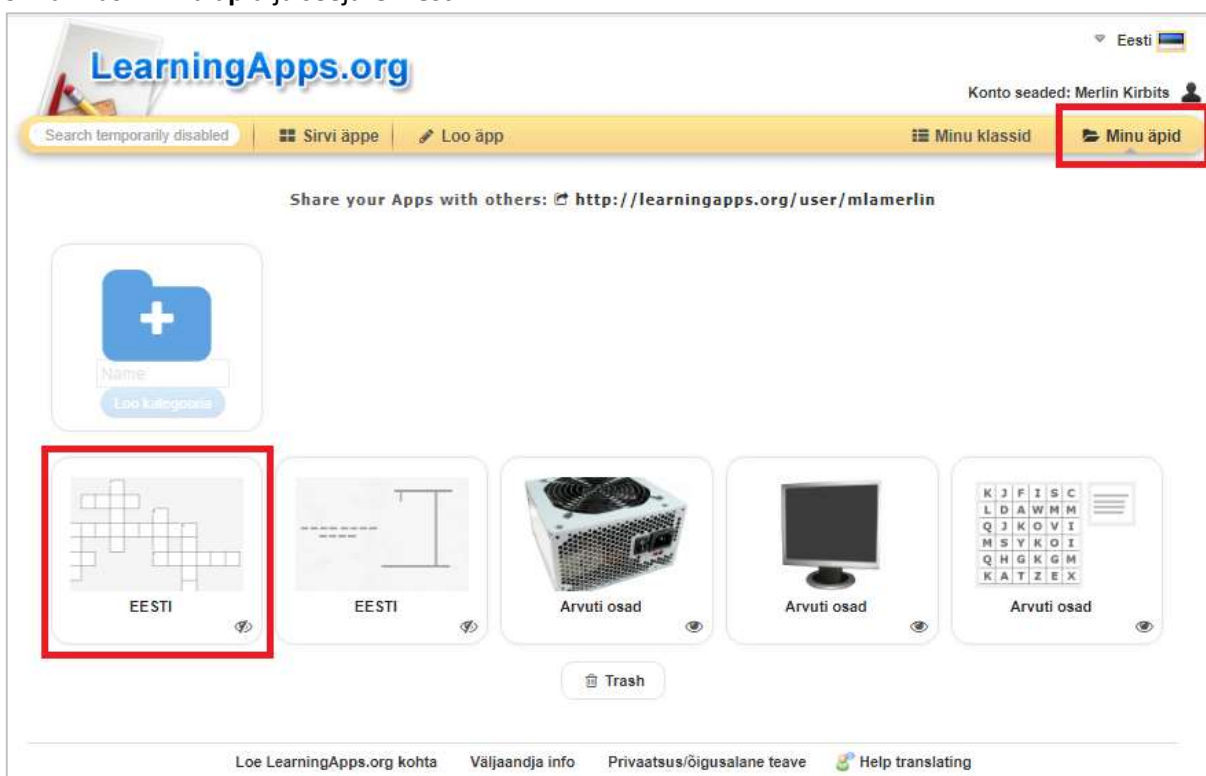 Eesti
LearningApps.org
Konto seaded: Merlin Kirbits
Search temporarily disabled Sirvi äppe Loo äpp Minu klassid Minu äpid
Share your Apps with others: http://learningapps.org/user/mlamerlin
Name
Loo kategooria
K J F I S C
L D A W M M
Q J K O V I
M S Y K O I
Q H G K G M
K A T Z E X
EESTI EESTI Arvuti osad Arvuti osad Arvuti osad
Trash
Loe LearningApps.org kohta Väljaandja info Privaatsus/õigusalane teave Help translating